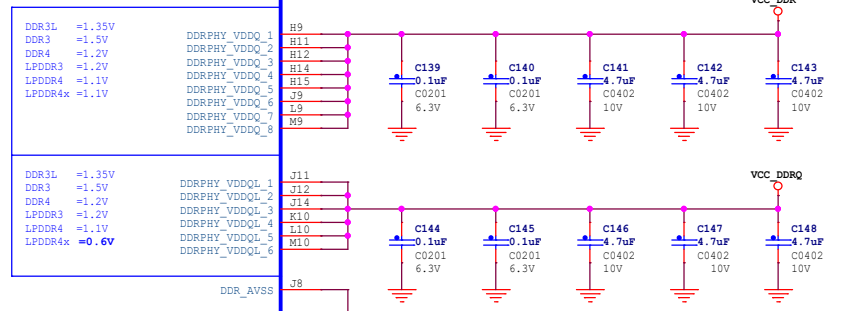 VCC_DDR
DDR3L =1.35V
DDR3 =1.5V
DDR4 =1.2V
LPDDR3 =1.2V
LPDDR4 =1.1V
LPDDR4x =1.1V
DDRPHY_VDDQ_1 H9
DDRPHY_VDDQ_2 H11
DDRPHY_VDDQ_3 H12
DDRPHY_VDDQ_4 H14
DDRPHY_VDDQ_5 H15
DDRPHY_VDDQ_6 J9
DDRPHY_VDDQ_7 L9
DDRPHY_VDDQ_8 M9
C139 C140 C141 C142 C143
0.1uF 0.1uF 4.7uF 4.7uF 4.7uF
C0201 C0201 C0402 C0402 C0402
6.3V 6.3V 10V 10V 10V
VCC_DDRQ
DDR3L =1.35V
DDR3 =1.5V
DDR4 =1.2V
LPDDR3 =1.2V
LPDDR4 =1.1V
LPDDR4x =0.6V
DDRPHY_VDDQL_1 J11
DDRPHY_VDDQL_2 J12
DDRPHY_VDDQL_3 J14
DDRPHY_VDDQL_4 K10
DDRPHY_VDDQL_5 L10
DDRPHY_VDDQL_6 M10
C144 C145 C146 C147 C148
0.1uF 0.1uF 4.7uF 4.7uF 4.7uF
C0201 C0201 C0402 C0402 C0402
6.3V 6.3V 10V 10V 10V
DDR_AVSS J8